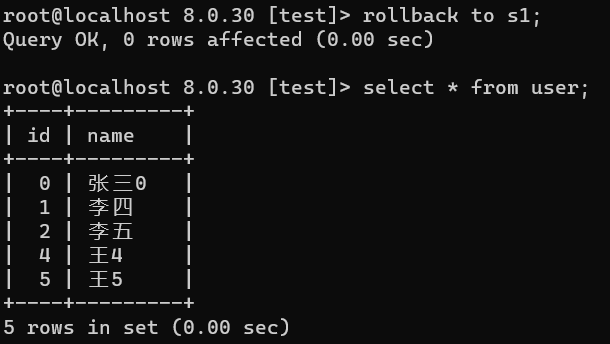 root@localhost 8.0.30 [test]> rollback to s1;
Query OK, 0 rows affected (0.00 sec)

root@localhost 8.0.30 [test]> select * from user;
+----+---------+
| id | name    |
+----+---------+
|  0 | 张三0   |
|  1 | 李四    |
|  2 | 李五    |
|  4 | 王4     |
|  5 | 王5     |
+----+---------+
5 rows in set (0.00 sec)